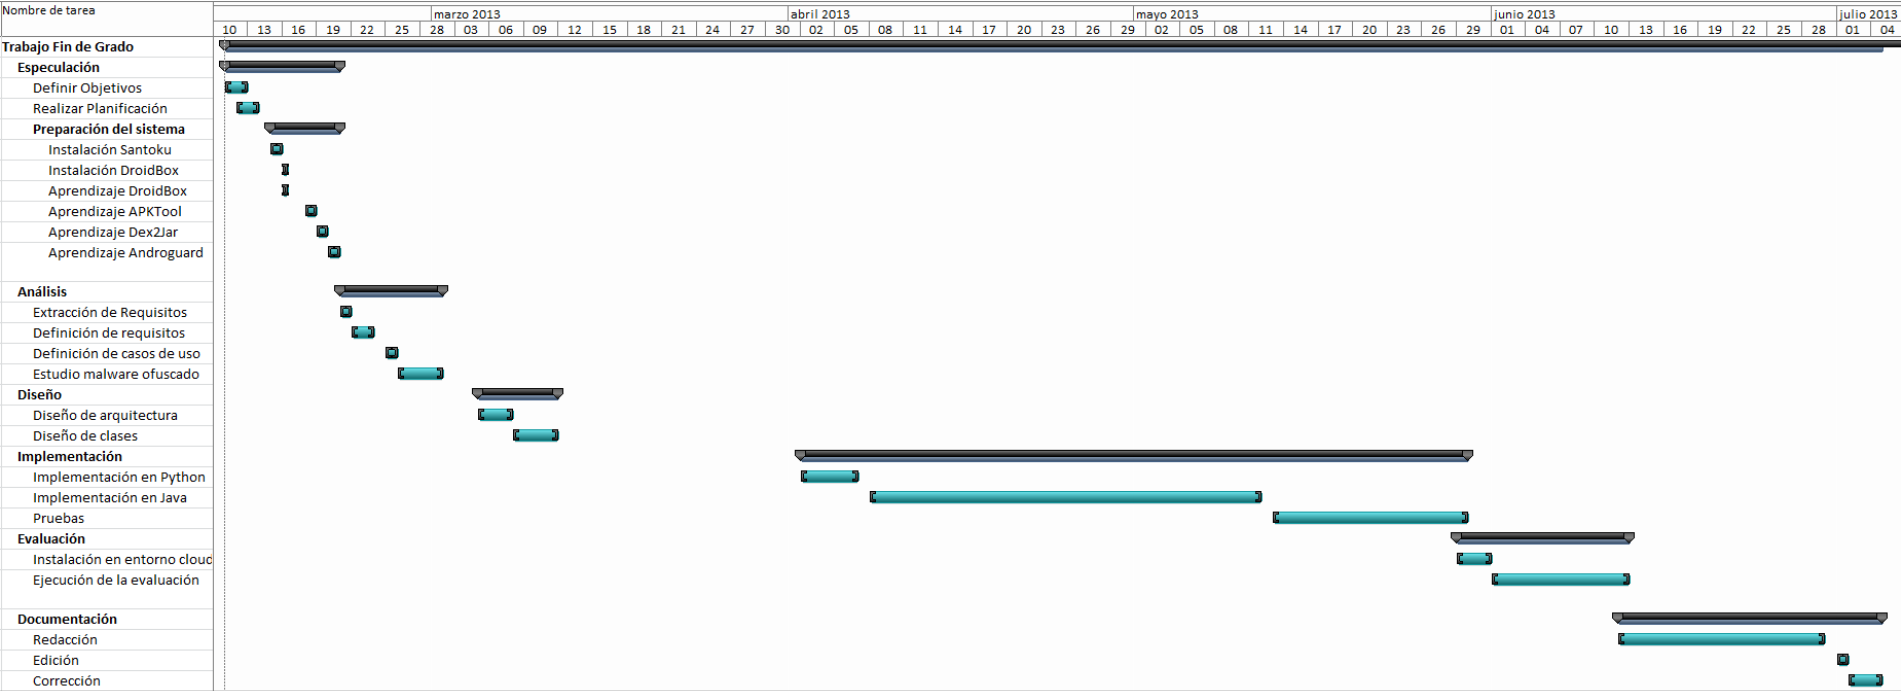 Nombre de tarea
marzo 2013 abril 2013 mayo 2013 junio 2013 julio 2013
10 13 16 19 22 25 28 03 06 09 12 15 18 21 24 27 30 02 05 08 11 14 17 20 23 26 29 02 05 08 11 14 17 20 23 26 29 01 04 07 10 13 16 19 22 25 28 01 04
Trabajo Fin de Grado
Especulación
Definir Objetivos
Realizar Planificación
Preparación del sistema
Instalación Santoku
Instalación DroidBox
Aprendizaje DroidBox
Aprendizaje APKTool
Aprendizaje Dex2Jar
Aprendizaje Androguard
Análisis
Extracción de Requisitos
Definición de requisitos
Definición de casos de uso
Estudio malware ofuscado
Diseño
Diseño de arquitectura
Diseño de clases
Implementación
Implementación en Python
Implementación en Java
Pruebas
Evaluación
Instalación en entorno cloud
Ejecución de la evaluación
Documentación
Redacción
Edición
Corrección